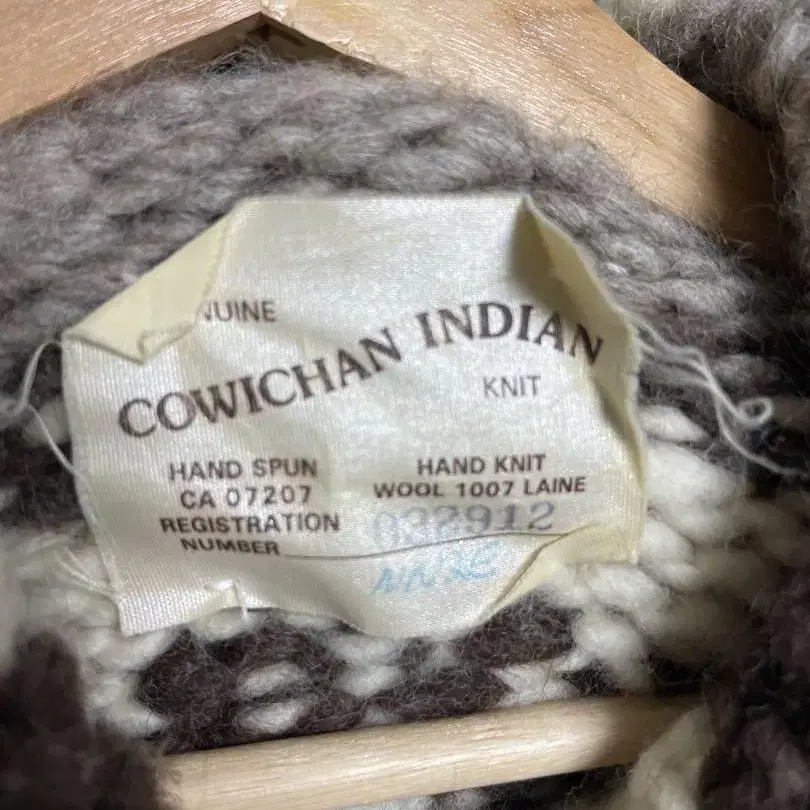 NUINE
COWICHAN INDIAN
KNIT
HAND SPUN
CA 07207
REGISTRATION
NUMBER
HAND KNIT
WOOL 1007 LAINE
032912